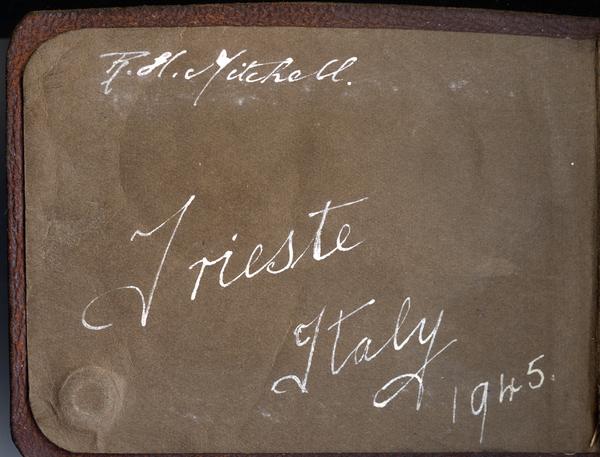 R. H. Mitchell.
Trieste
Italy
1945.